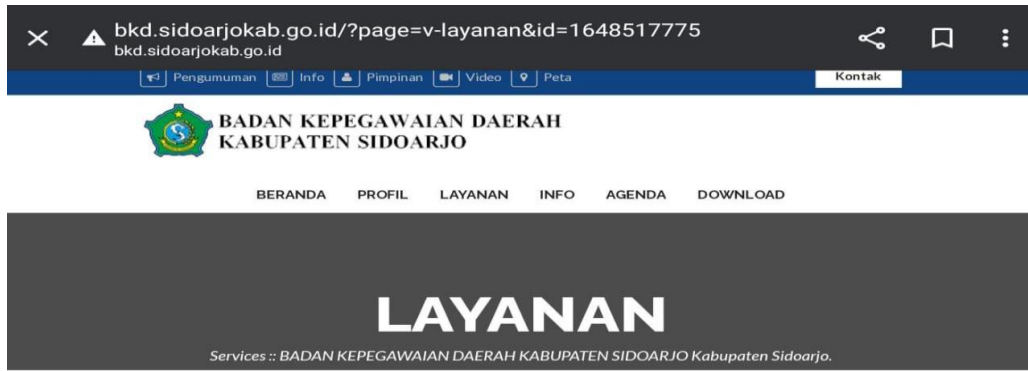 bkd.sidoarjokab.go.id/?page=v-layanan&id=1648517775
bkd.sidoarjokab.go.id
Pengumuman Info Pimpinan Video Peta Kontak
BADAN KEPEGAWAIAN DAERAH
KABUPATEN SIDOARJO
BERANDA PROFIL LAYANAN INFO AGENDA DOWNLOAD
LAYANAN
Services :: BADAN KEPEGAWAIAN DAERAH KABUPATEN SIDOARJO Kabupaten Sidoarjo.